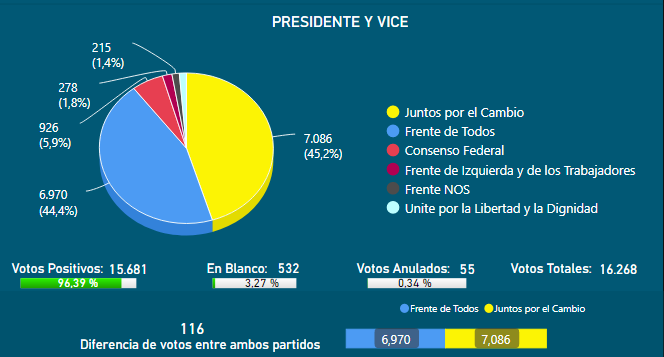 PRESIDENTE Y VICE
215
(1,4%)
278
(1,8%)
926
(5,9%)
6.970
(44,4%)
7.086
(45,2%)
Juntos por el Cambio
Frente de Todos
Consenso Federal
Frente de Izquierda y de los Trabajadores
Frente NOS
Unite por la Libertad y la Dignidad
Votos Positivos: 15.681
96,39 %
En Blanco: 532
3,27 %
Votos Anulados: 55
0,34 %
Votos Totales: 16.268
Frente de Todos Juntos por el Cambio
116
Diferencia de votos entre ambos partidos
6,970 7,086